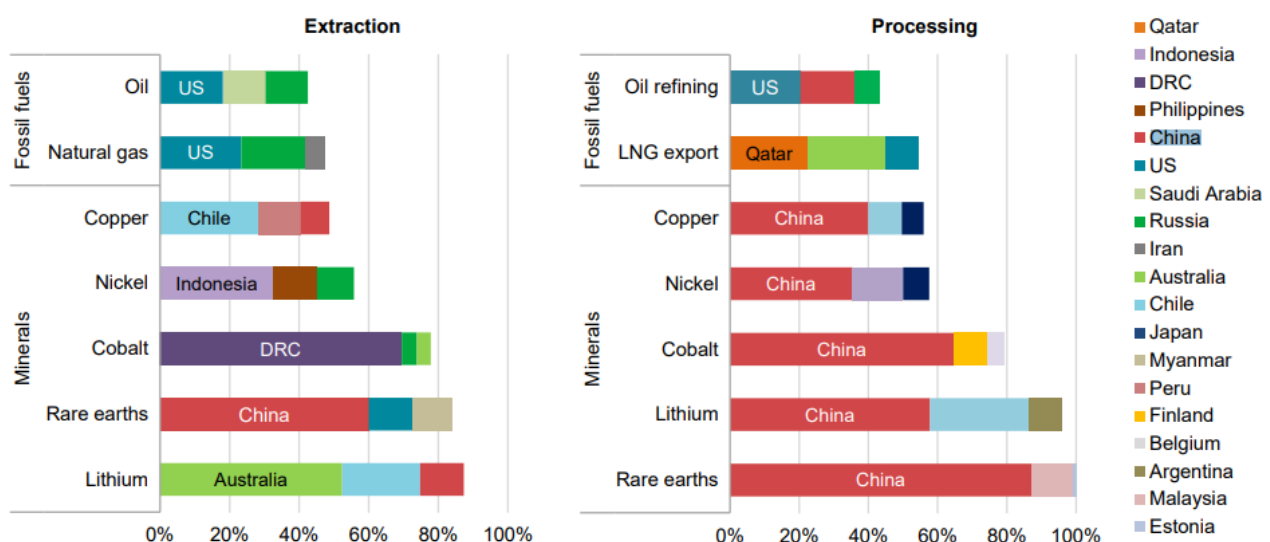 Extraction
Fossil fuels
Oil
US
Natural gas
US
Minerals
Copper
Chile
Nickel
Indonesia
Cobalt
DRC
Rare earths
China
Lithium
Australia
0% 20% 40% 60% 80% 100%
Processing
Fossil fuels
Oil refining
US
LNG export
Qatar
Minerals
Copper
China
Nickel
China
Cobalt
China
Lithium
China
Rare earths
China
0% 20% 40% 60% 80% 100%
Qatar
Indonesia
DRC
Philippines
China
US
Saudi Arabia
Russia
Iran
Australia
Chile
Japan
Myanmar
Peru
Finland
Belgium
Argentina
Malaysia
Estonia